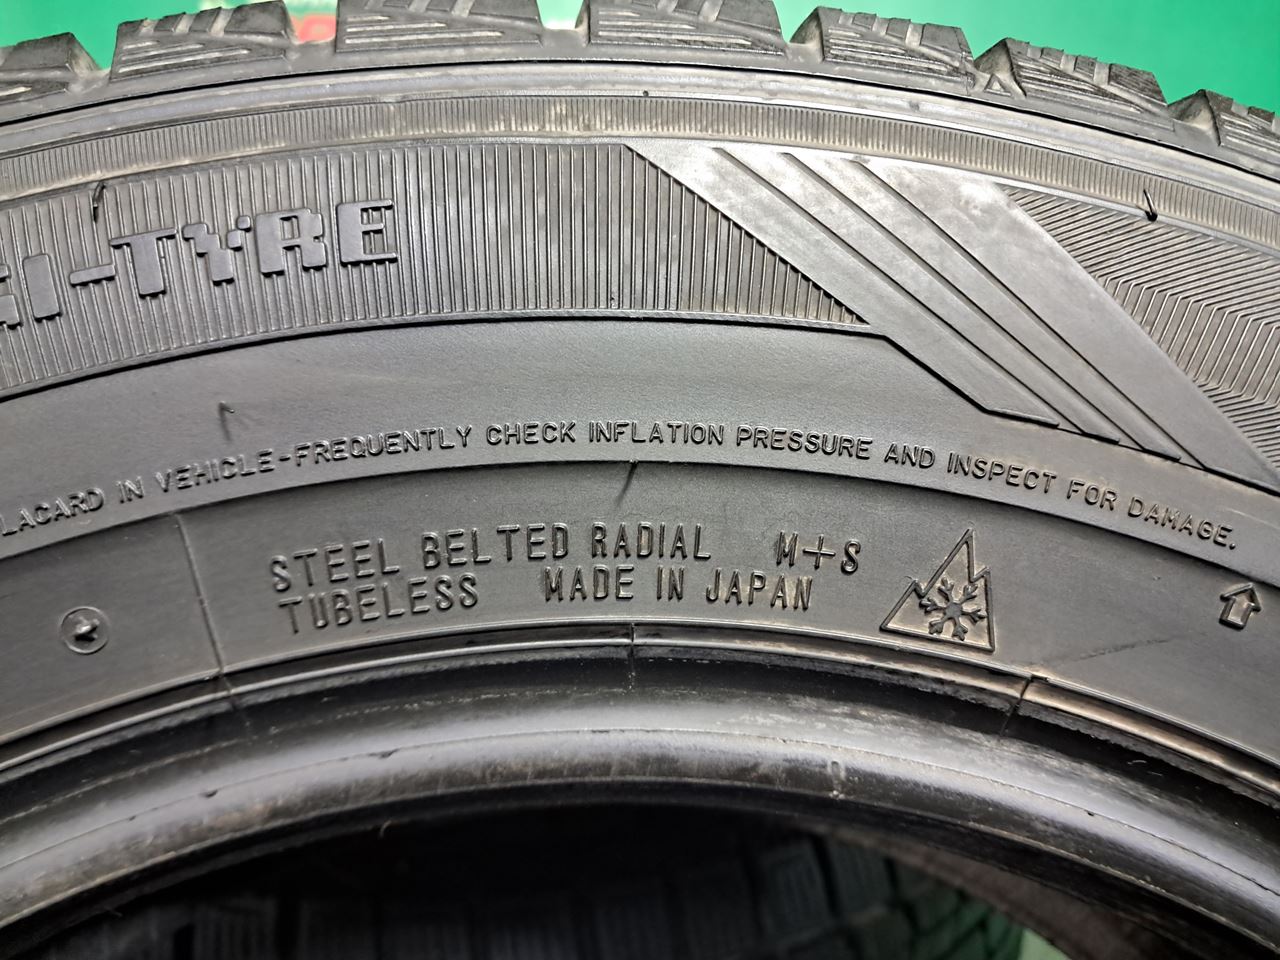 I-TYRE
LACARD IN VEHICLE-FREQUENTLY CHECK INFLATION PRESSURE AND INSPECT FOR DAMAGE.
STEEL BELTED RADIAL M+S
TUBELESS MADE IN JAPAN